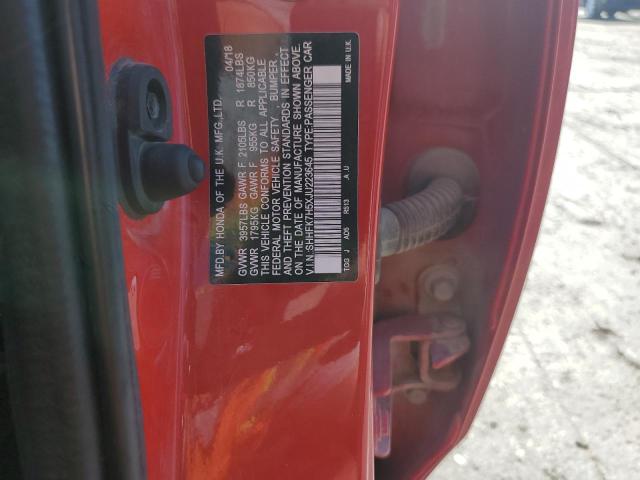 MFD.BY HONDA OF THE U.K. MFG.,LTD. 04/18
GVWR 3957LBS GAWR F 2105LBS R 1874LBS
GVWR 1795KG GAWR F 955KG R 850KG
THIS VEHICLE CONFORMS TO ALL APPLICABLE
FEDERAL MOTOR VEHICLE SAFETY , BUMPER ,
THEFT PREVENTION STANDARDS IN EFFECT
ON THE DATE OF MANUFACTURE SHOWN ABOVE.
V.I.N.:SHHFK7H5XJU223645 TYPE:PASSENGER CAR
TGG J AD5 R513 A.U MADE IN U.K.